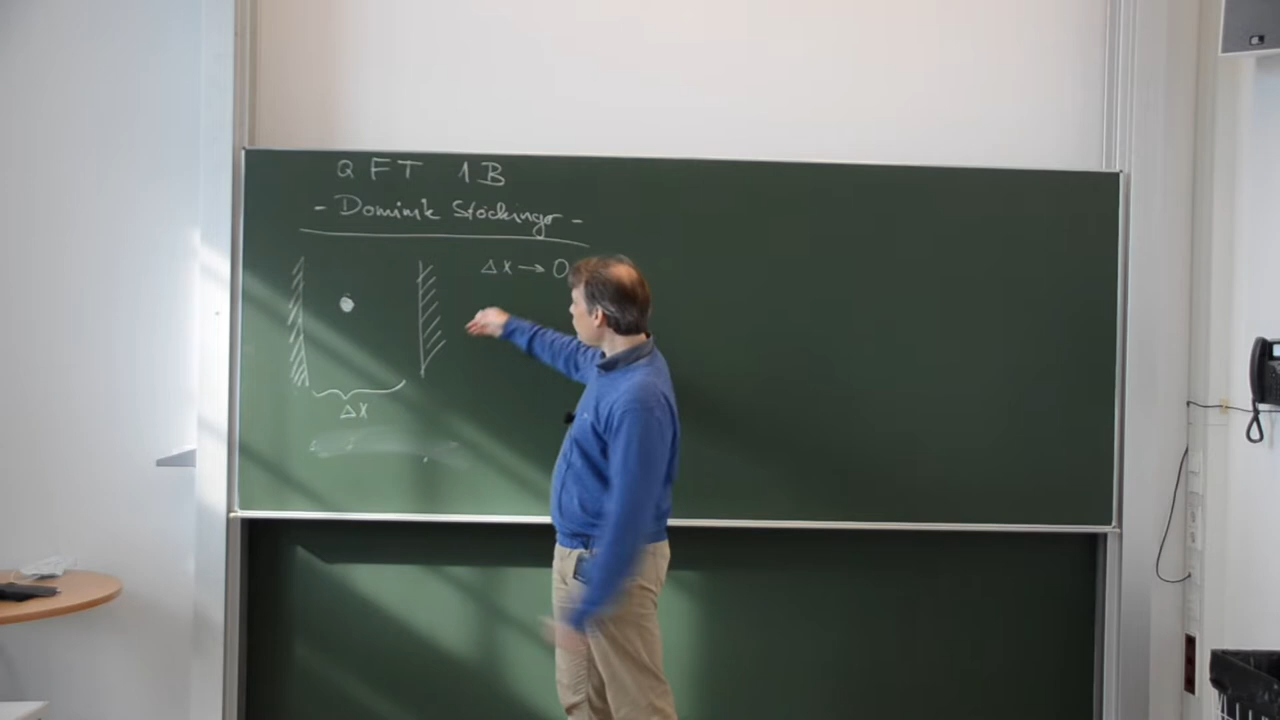 QFT 1B
- Dominik Stöckinger -
Δx → 0
Δx